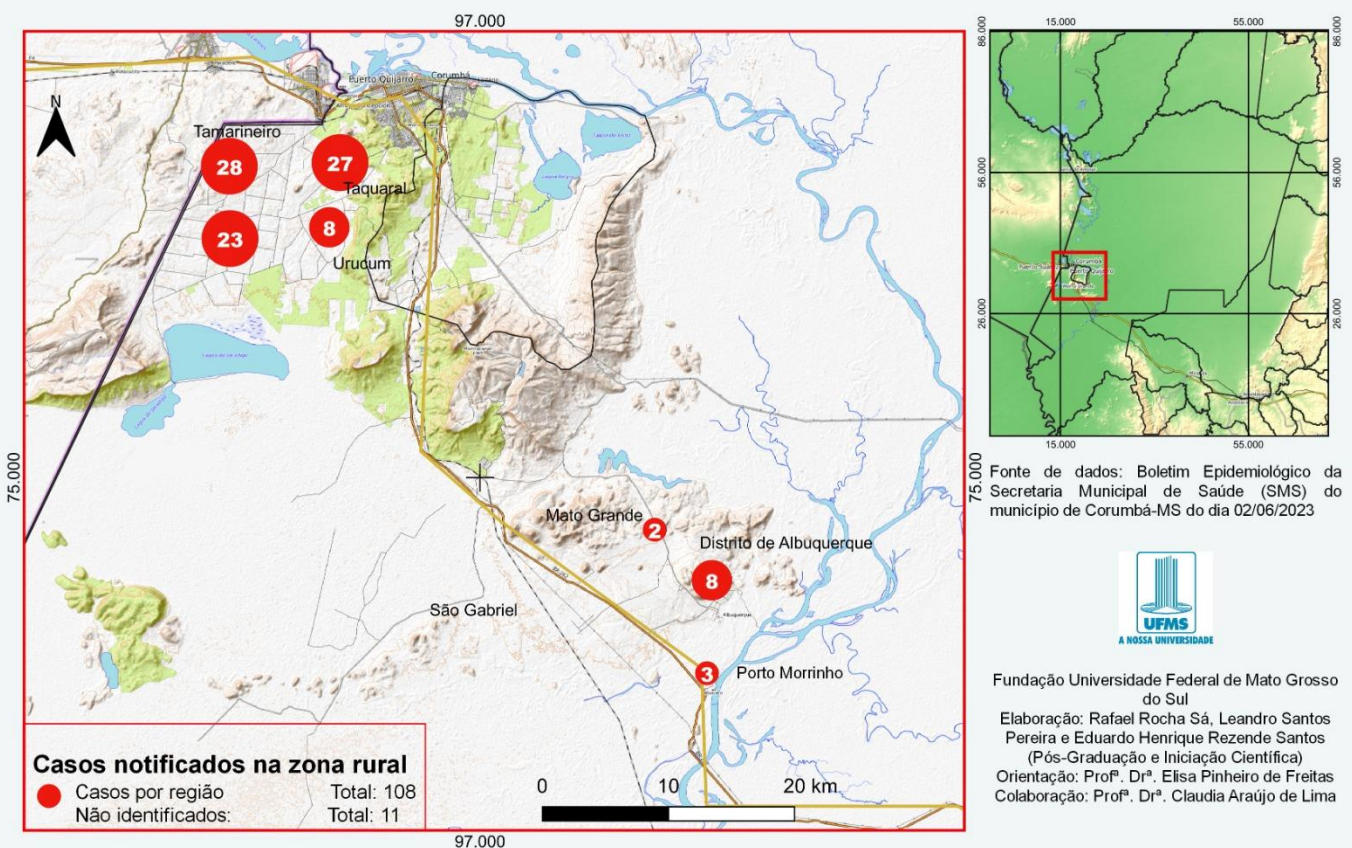 97.000
75.000
N
Puerto Quijarro
Corumbá
Tamarineiro
28
27
Taquaral
23
8
Urucum
Mato Grande
2
Distrito de Albuquerque
8
Albuquerque
São Gabriel
3
Porto Morrinho
Casos notificados na zona rural
Casos por região Total: 108
Não identificados: Total: 11
0 10 20 km
75.000
97.000
15.000 55.000
86.000
86.000
56.000
56.000
26.000
26.000
Corumbá
Puerto Quijarro
15.000 55.000
Fonte de dados: Boletim Epidemiológico da
Secretaria Municipal de Saúde (SMS) do
município de Corumbá-MS do dia 02/06/2023
UFMS
A NOSSA UNIVERSIDADE
Fundação Universidade Federal de Mato Grosso
do Sul
Elaboração: Rafael Rocha Sá, Leandro Santos
Pereira e Eduardo Henrique Rezende Santos
(Pós-Graduação e Iniciação Científica)
Orientação: Profª. Drª. Elisa Pinheiro de Freitas
Colaboração: Profª. Drª. Claudia Araújo de Lima